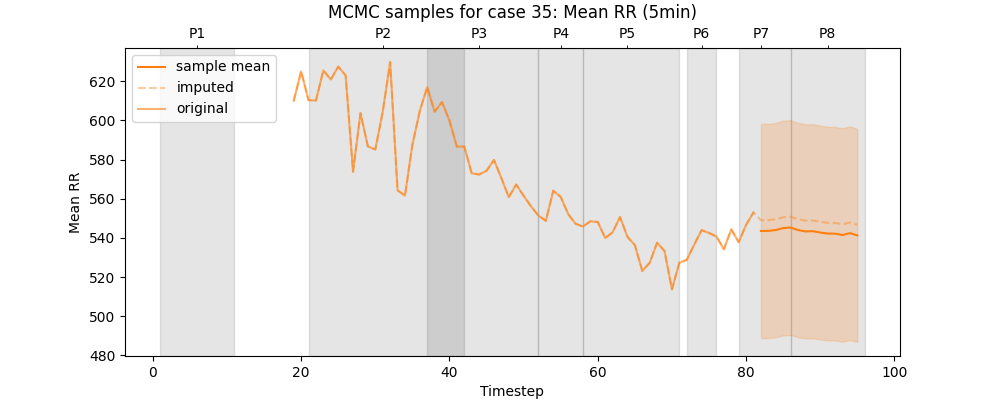 MCMC samples for case 35: Mean RR (5min)
P1 P2 P3 P4 P5 P6 P7 P8
sample mean
imputed
original
Mean RR
620
600
580
560
540
520
500
480
0 20 40 60 80 100
Timestep